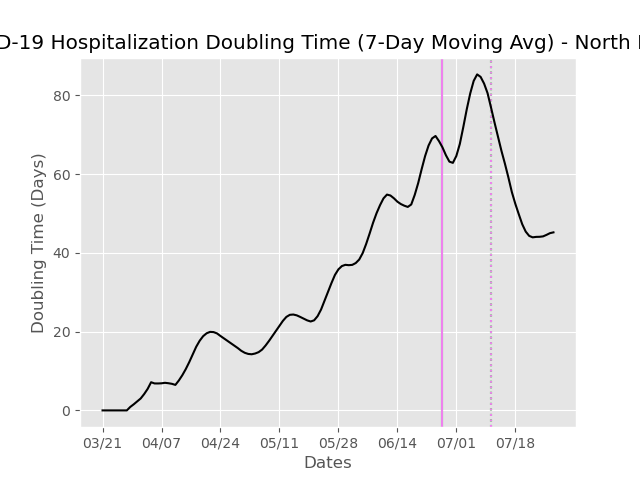 D-19 Hospitalization Doubling Time (7-Day Moving Avg) - North
Doubling Time (Days)
80
60
40
20
0
03/21 04/07 04/24 05/11 05/28 06/14 07/01 07/18
Dates